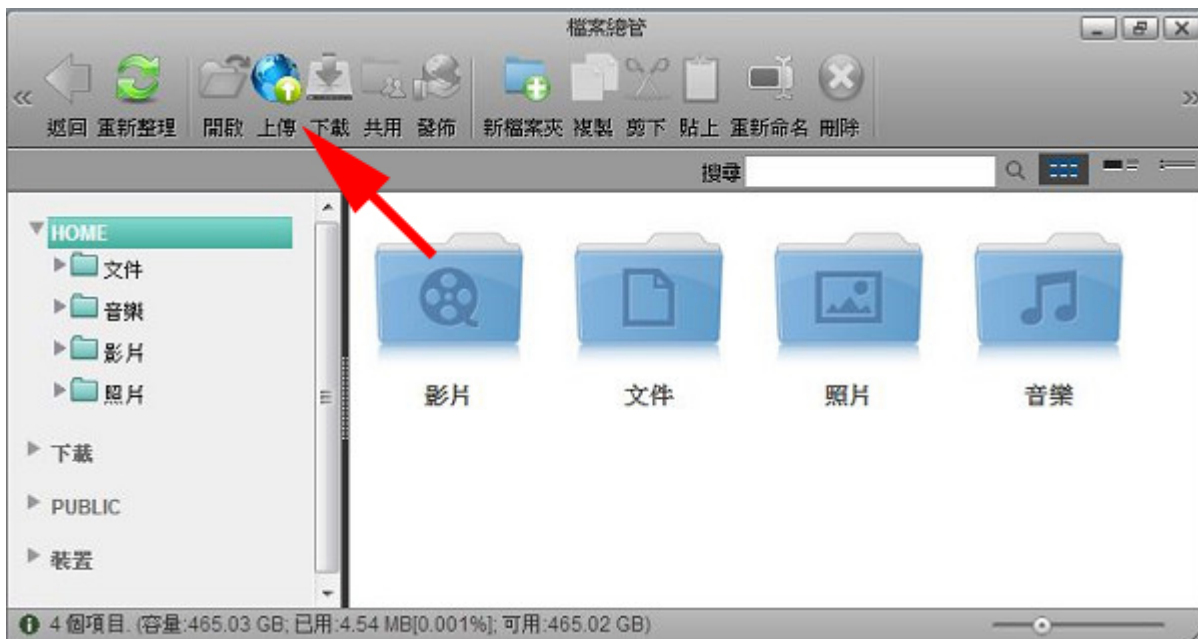 檔案總管
返回 重新整理 開啟 上傳 下載 共用 發佈 新檔案夾 複製 剪下 貼上 重新命名 刪除
搜尋
HOME
文件
音樂
影片
照片
下載
PUBLIC
裝置
影片 文件 照片 音樂
4 個項目. (容量:465.03 GB; 已用:4.54 MB[0.001%]; 可用:465.02 GB)